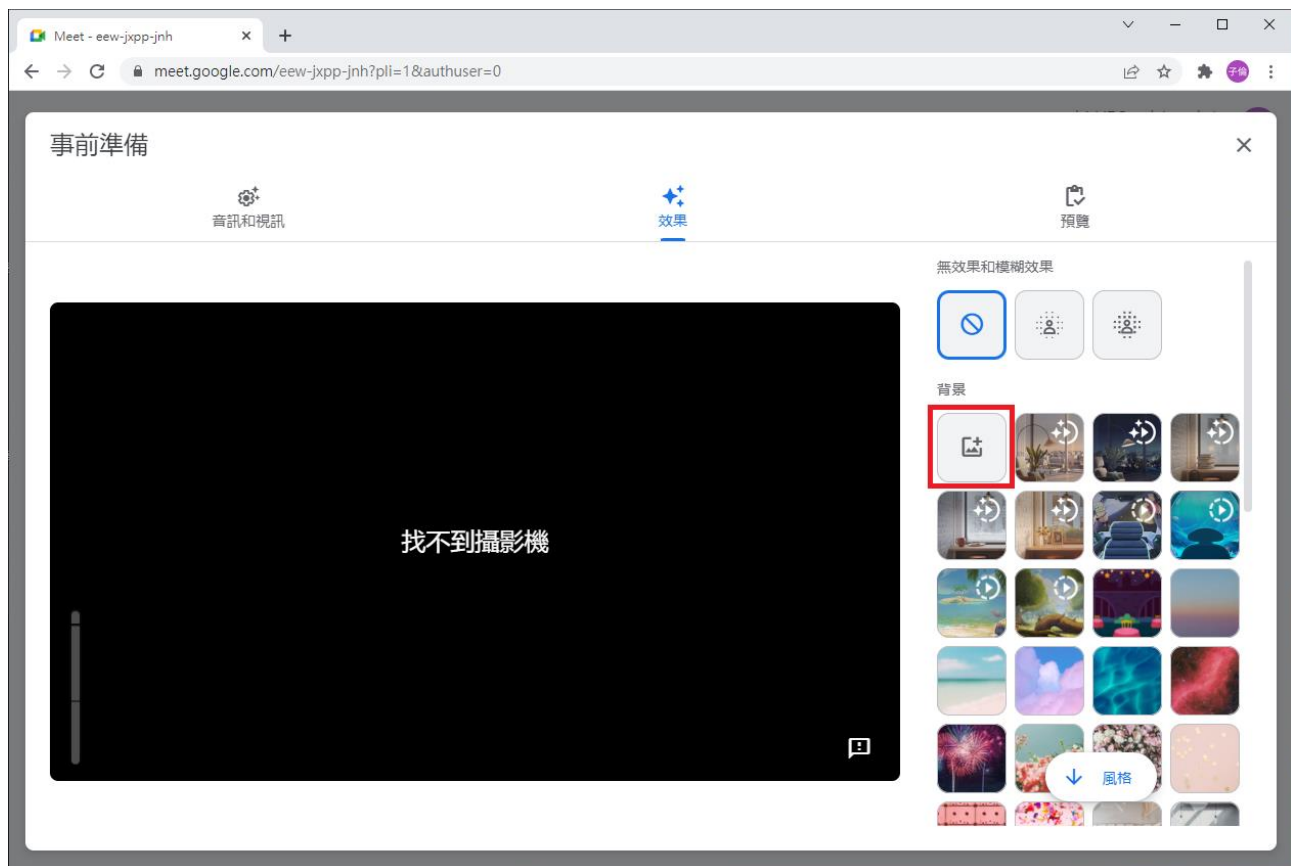 Meet - eew-jxpp-jnh
meet.google.com/eew-jxpp-jnh?pli=1&authuser=0
子倫
事前準備
音訊和視訊
效果
預覽
無效果和模糊效果
背景
找不到攝影機
風格